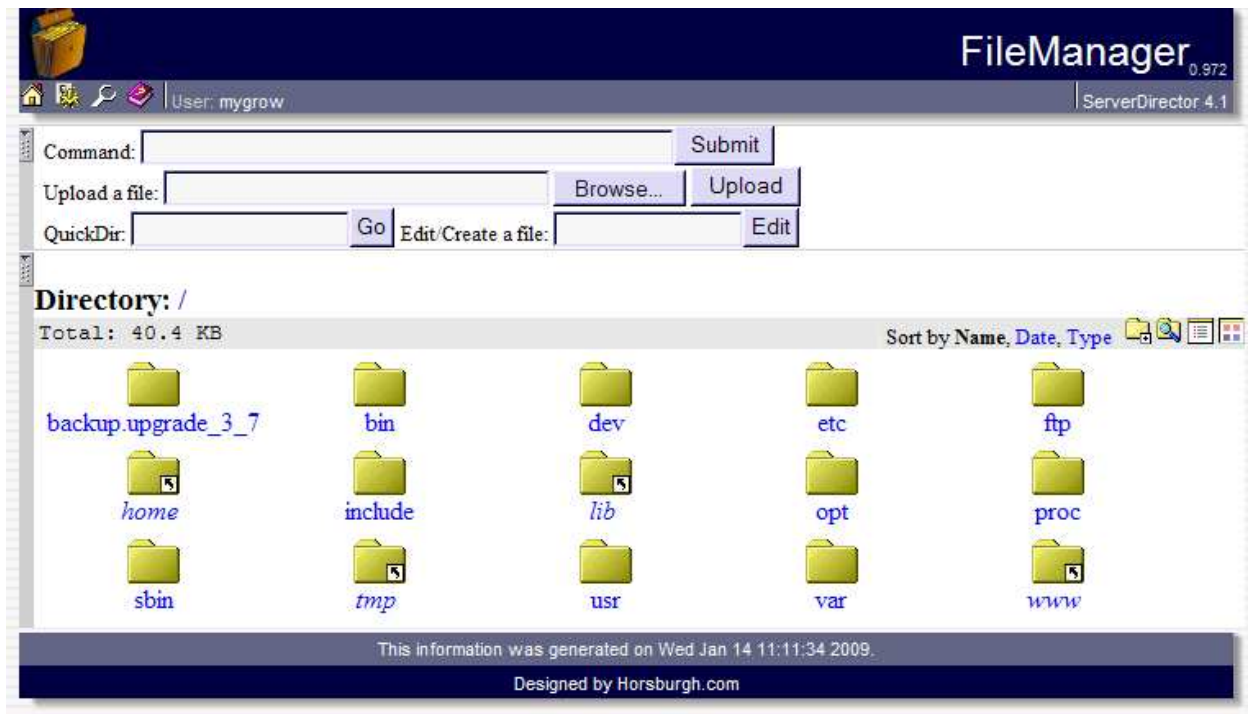 FileManager 0.972
User: mygrow ServerDirector 4.1
Command: Submit
Upload a file: Browse... Upload
QuickDir: Go Edit/Create a file: Edit
Directory: /
Total: 40.4 KB Sort by Name, Date, Type
backup.upgrade_3_7 bin dev etc ftp
home include lib opt proc
sbin tmp usr var www
This information was generated on Wed Jan 14 11:11:34 2009.
Designed by Horsburgh.com